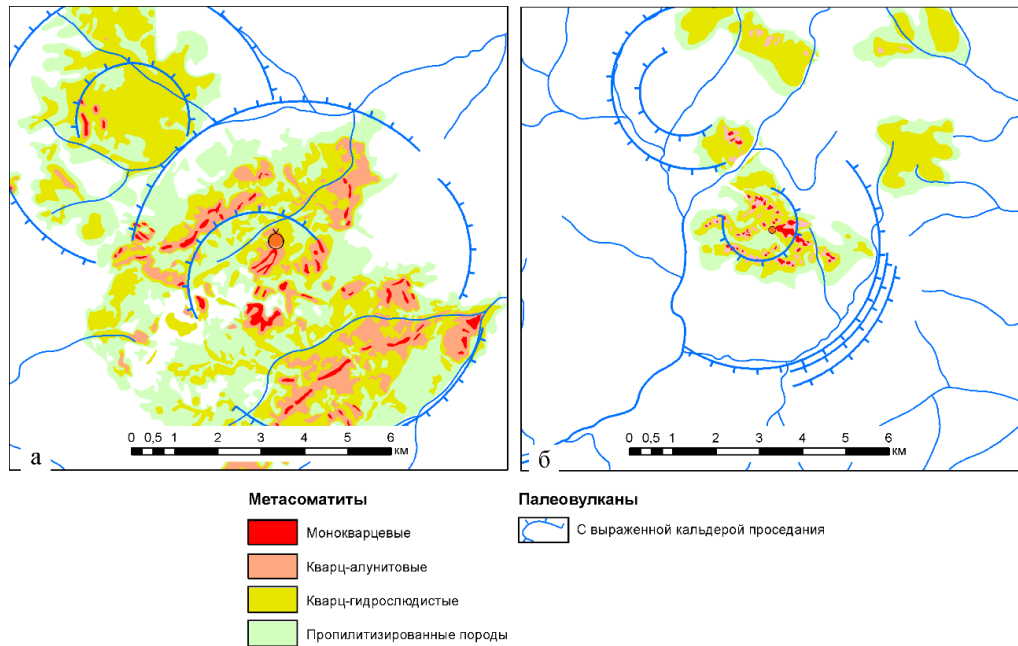 0 0,5 1 2 3 4 5 6
км
а
0 0,5 1 2 3 4 5 6
км
б
Метасоматиты
Монокварцевые
Кварц-алунитовые
Кварц-гидрослюдистые
Пропилитизированные породы
Палеовулканы
С выраженной кальдерой проседания